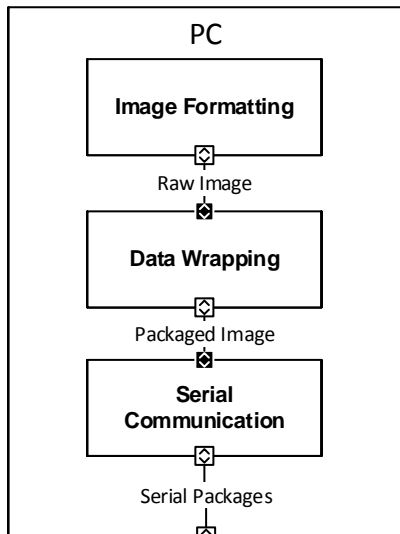 PC
Image Formatting
Raw Image
Data Wrapping
Packaged Image
Serial
Communication
Serial Packages